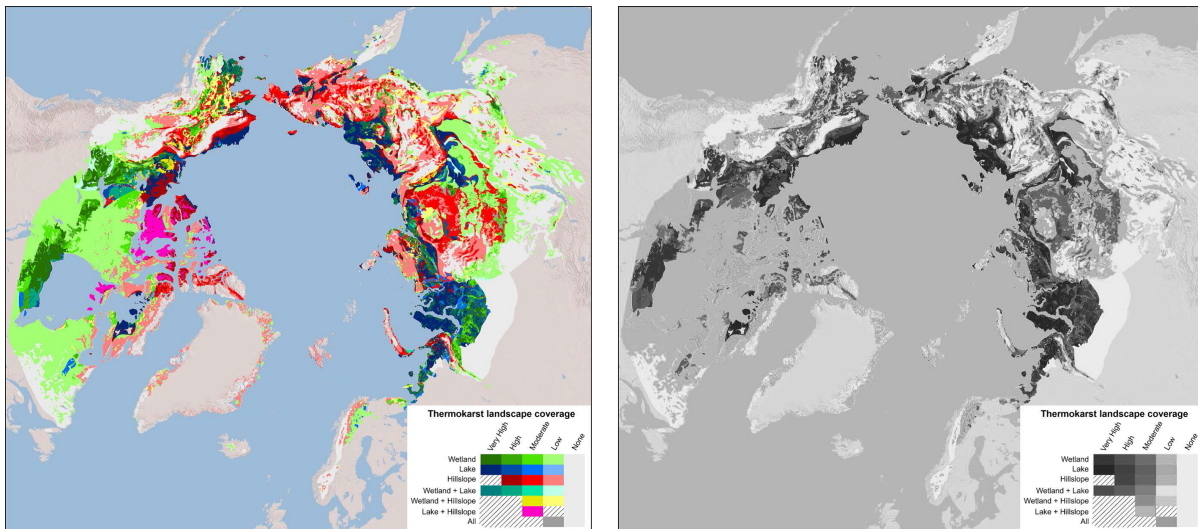 Thermokarst landscape coverage
Very High
High
Moderate
Low
None
Wetland
Lake
Hillslope
Wetland + Lake
Wetland + Hillslope
Lake + Hillslope
All
Thermokarst landscape coverage
Very High
High
Moderate
Low
None
Wetland
Lake
Hillslope
Wetland + Lake
Wetland + Hillslope
Lake + Hillslope
All